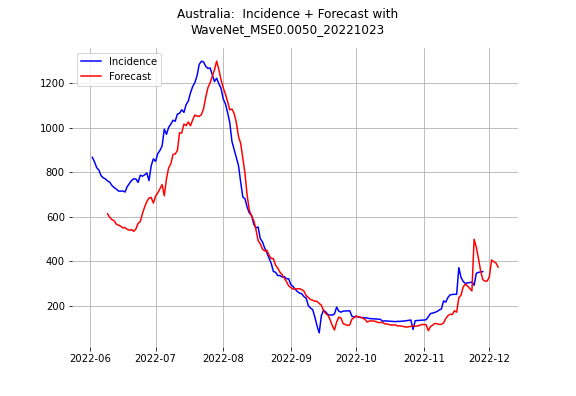 Australia:  Incidence + Forecast with
WaveNet_MSE0.0050_20221023
Incidence
Forecast
1200
1000
800
600
400
200
2022-06 2022-07 2022-08 2022-09 2022-10 2022-11 2022-12